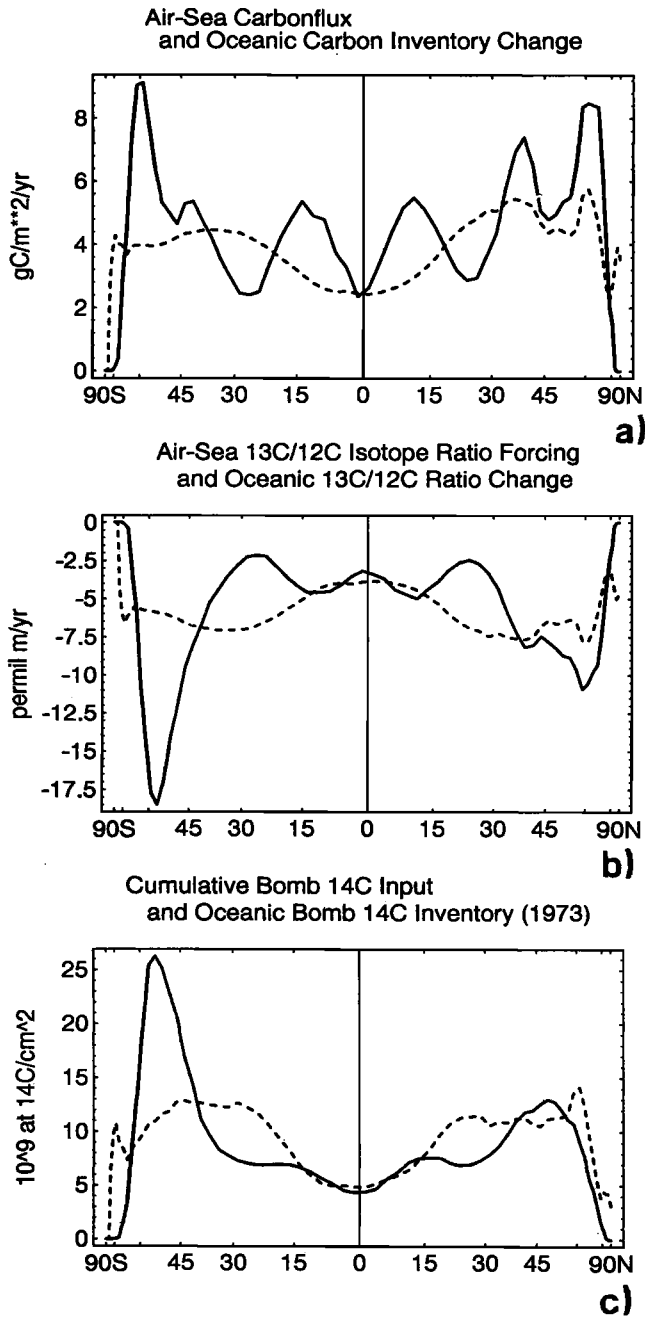 Air-Sea Carbonflux
and Oceanic Carbon Inventory Change
gC/m**2/yr
8
6
4
2
0
90S 45 30 15 0 15 30 45 90N
a)
Air-Sea 13C/12C Isotope Ratio Forcing
and Oceanic 13C/12C Ratio Change
permil m/yr
0
-2.5
-5
-7.5
-10
-12.5
-15
-17.5
90S 45 30 15 0 15 30 45 90N
b)
Cumulative Bomb 14C Input
and Oceanic Bomb 14C Inventory (1973)
10^9 at 14C/cm^2
25
20
15
10
5
0
90S 45 30 15 0 15 30 45 90N
c)